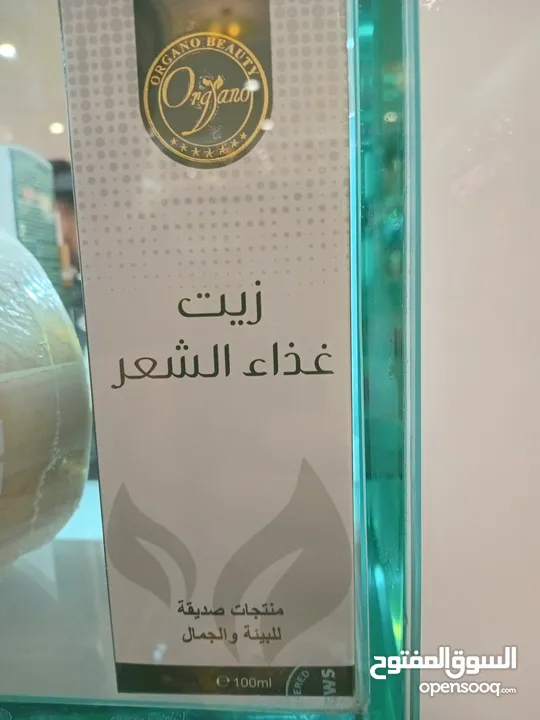 ORGANO BEAUTY
Organo
زيت
غذاء الشعر
منتجات صديقة
للبيئة والجمال
℮ 100ml
السوق المفتوح
opensooq.com